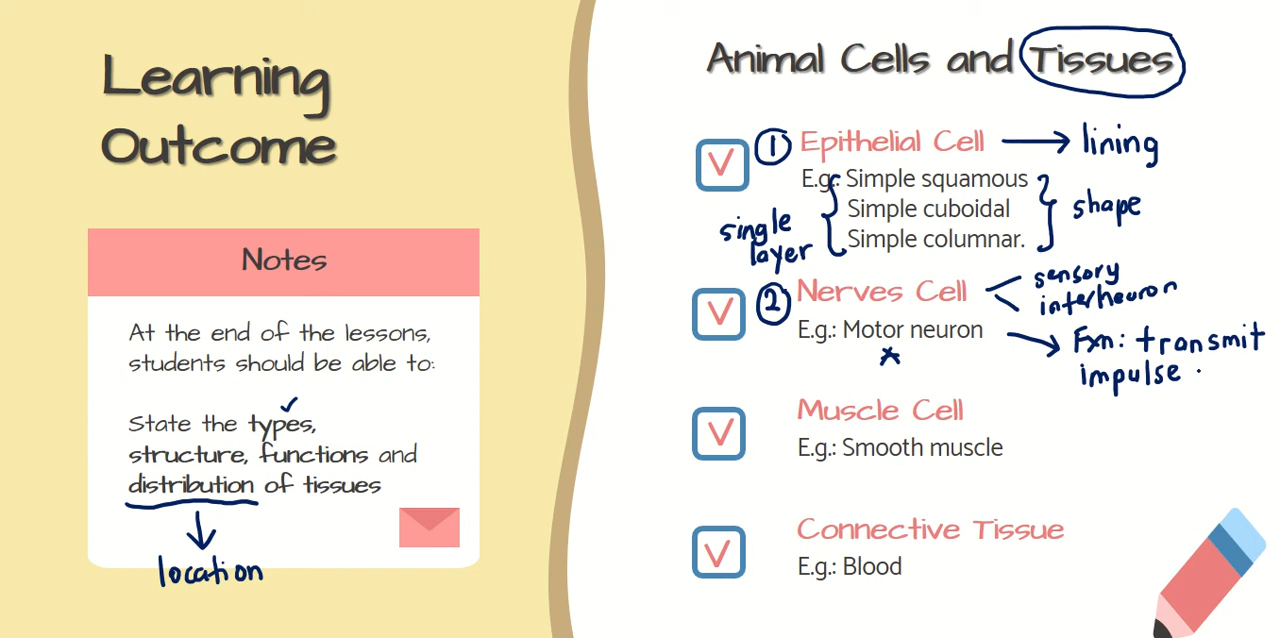 Learning
Outcome
Notes
At the end of the lessons,
students should be able to:
State the types,
structure, functions and
distribution of tissues
location
Animal Cells and Tissues
V
1
Epithelial Cell → lining
E.g.: Simple squamous
Simple cuboidal
Simple columnar.
single
layer
shape
V
2
Nerves Cell
sensory
interneuron
E.g.: Motor neuron
Fxn: transmit
impulse.
V
Muscle Cell
E.g.: Smooth muscle
V
Connective Tissue
E.g.: Blood